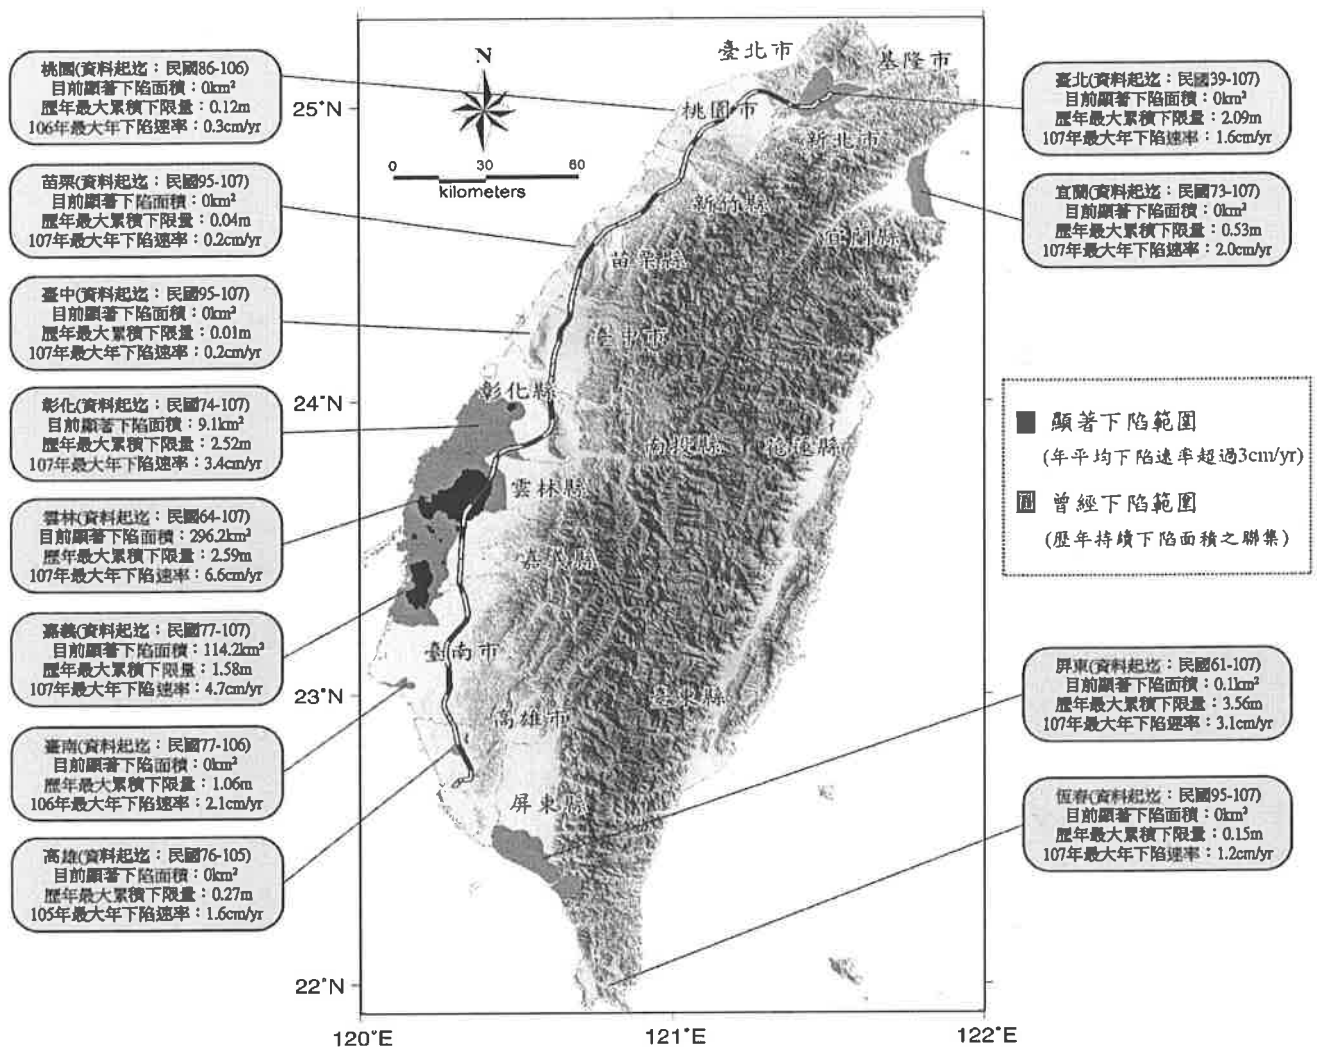 桃園(資料起迄：民國86-106)
目前顯著下陷面積：0km²
歷年最大累積下限量：0.12m
106年最大年下陷速率：0.3cm/yr
苗栗(資料起迄：民國95-107)
目前顯著下陷面積：0km²
歷年最大累積下限量：0.04m
107年最大年下陷速率：0.2cm/yr
臺中(資料起迄：民國95-107)
目前顯著下陷面積：0km²
歷年最大累積下限量：0.01m
107年最大年下陷速率：0.2cm/yr
彰化(資料起迄：民國74-107)
目前顯著下陷面積：9.1km²
歷年最大累積下限量：2.52m
107年最大年下陷速率：3.4cm/yr
雲林(資料起迄：民國64-107)
目前顯著下陷面積：296.2km²
歷年最大累積下限量：2.59m
107年最大年下陷速率：6.6cm/yr
嘉義(資料起迄：民國77-107)
目前顯著下陷面積：114.2km²
歷年最大累積下限量：1.58m
107年最大年下陷速率：4.7cm/yr
臺南(資料起迄：民國77-106)
目前顯著下陷面積：0km²
歷年最大累積下限量：1.06m
106年最大年下陷速率：2.1cm/yr
高雄(資料起迄：民國76-105)
目前顯著下陷面積：0km²
歷年最大累積下限量：0.27m
105年最大年下陷速率：1.6cm/yr
N
0 30 60
kilometers
25°N
24°N
23°N
22°N
120°E
121°E
122°E
臺北市
基隆市
桃園市
新北市
新竹縣
宜蘭縣
苗栗縣
臺中市
彰化縣
南投縣
花蓮縣
雲林縣
嘉義縣
臺南市
高雄市
臺東縣
屏東縣
臺北(資料起迄：民國39-107)
目前顯著下陷面積：0km²
歷年最大累積下限量：2.09m
107年最大年下陷速率：1.6cm/yr
宜蘭(資料起迄：民國73-107)
目前顯著下陷面積：0km²
歷年最大累積下限量：0.53m
107年最大年下陷速率：2.0cm/yr
顯著下陷範圍
(年平均下陷速率超過3cm/yr)
曾經下陷範圍
(歷年持續下陷面積之聯集)
屏東(資料起迄：民國61-107)
目前顯著下陷面積：0.1km²
歷年最大累積下限量：3.56m
107年最大年下陷速率：3.1cm/yr
恆春(資料起迄：民國95-107)
目前顯著下陷面積：0km²
歷年最大累積下限量：0.15m
107年最大年下陷速率：1.2cm/yr